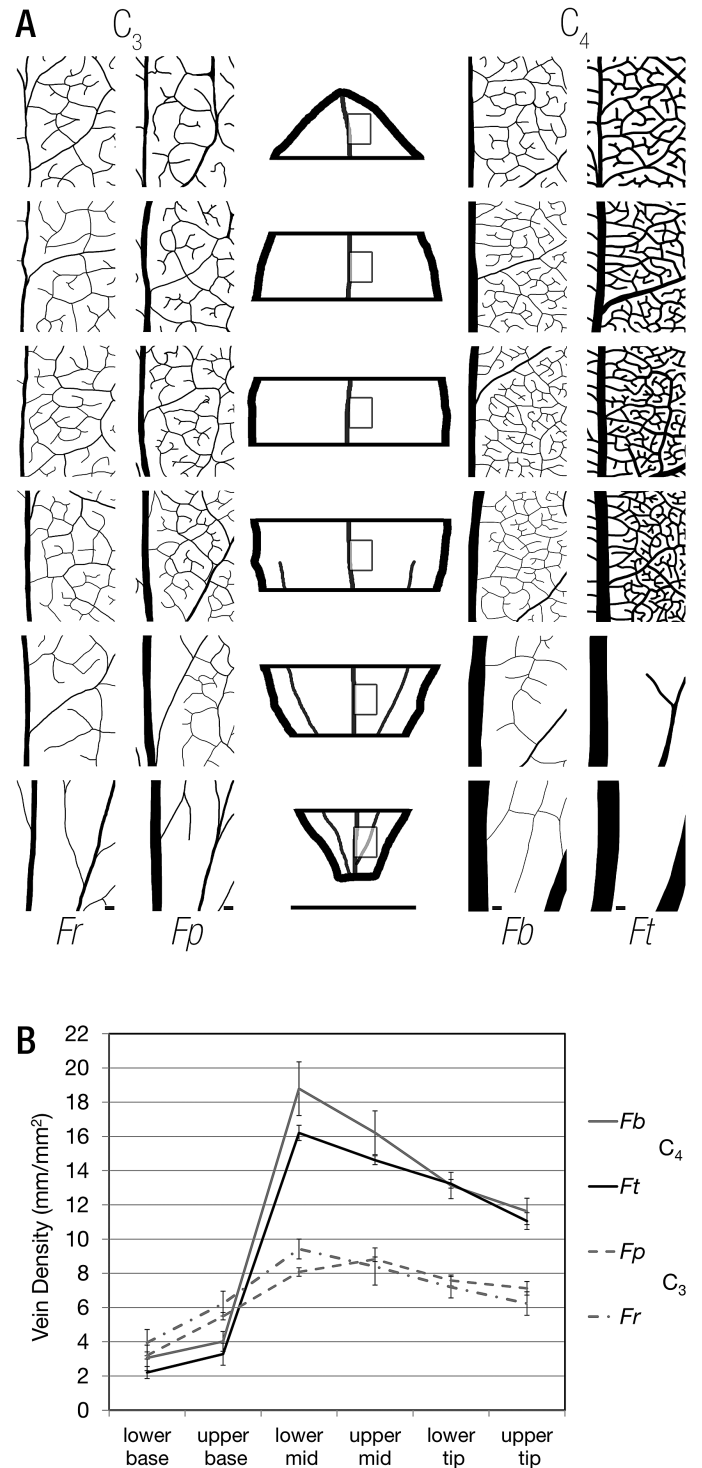 A
C3
C4
Fr
Fp
Fb
Ft
B
Vein Density (mm/mm²)
22
20
18
16
14
12
10
8
6
4
2
0
lower base
upper base
lower mid
upper mid
lower tip
upper tip
Fb
C4
Ft
Fp
C3
Fr